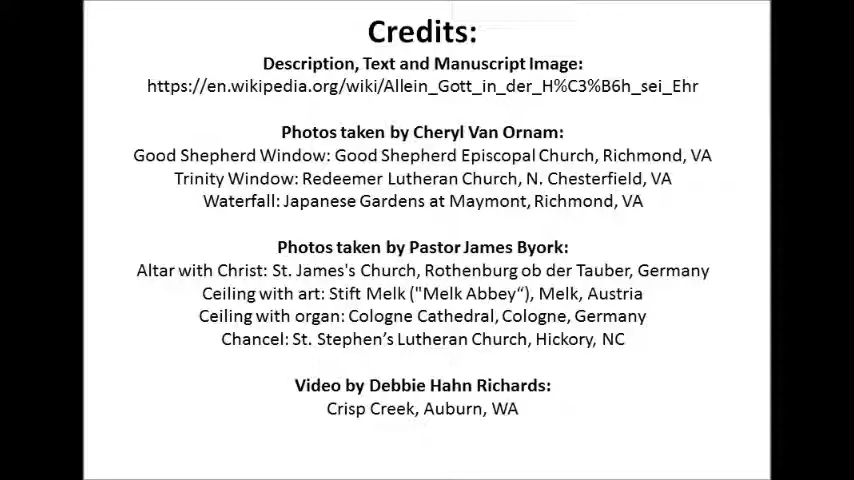 Credits:
Description, Text and Manuscript Image:
https://en.wikipedia.org/wiki/Allein_Gott_in_der_H%C3%B6h_sei_Ehr
Photos taken by Cheryl Van Ornam:
Good Shepherd Window: Good Shepherd Episcopal Church, Richmond, VA
Trinity Window: Redeemer Lutheran Church, N. Chesterfield, VA
Waterfall: Japanese Gardens at Maymont, Richmond, VA
Photos taken by Pastor James Byork:
Altar with Christ: St. James's Church, Rothenburg ob der Tauber, Germany
Ceiling with art: Stift Melk ("Melk Abbey“), Melk, Austria
Ceiling with organ: Cologne Cathedral, Cologne, Germany
Chancel: St. Stephen’s Lutheran Church, Hickory, NC
Video by Debbie Hahn Richards:
Crisp Creek, Auburn, WA